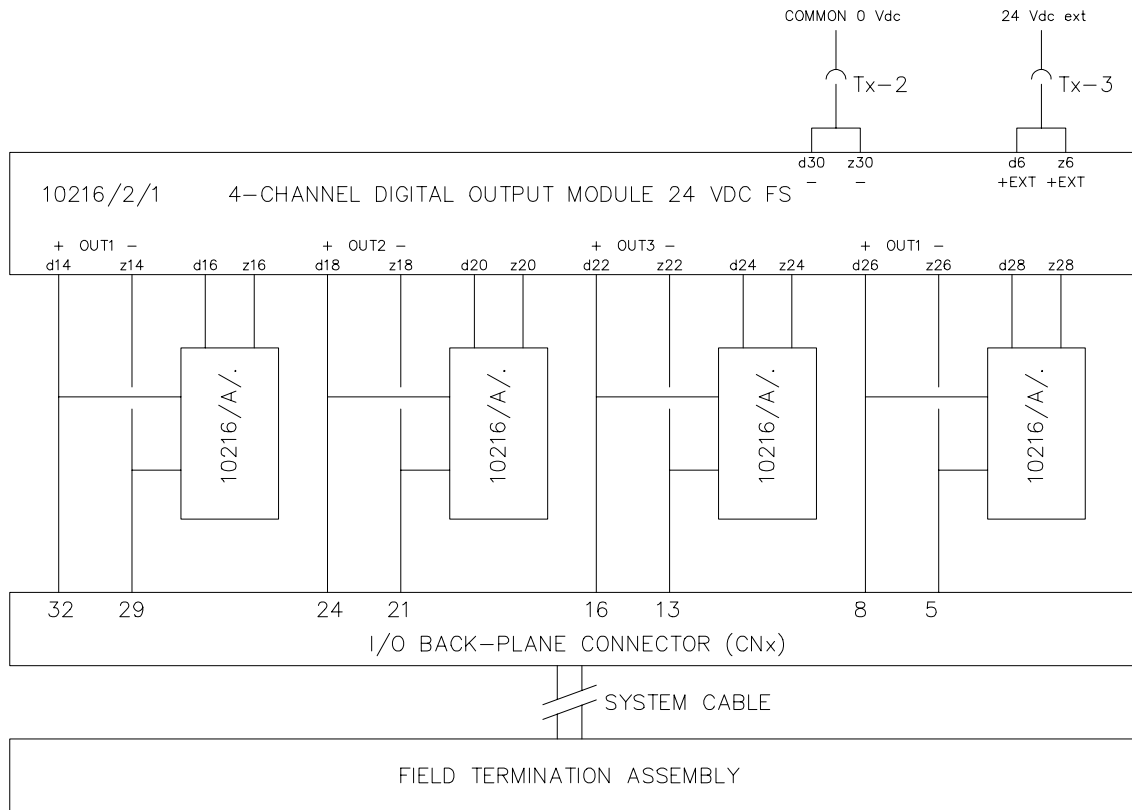 COMMON 0 Vdc
24 Vdc ext
Tx-2
Tx-3
d30 z30
d6 z6
- -
+EXT +EXT
10216/2/1 4-CHANNEL DIGITAL OUTPUT MODULE 24 VDC FS
+ OUT1 - + OUT2 - + OUT3 - + OUT1 -
d14 z14 d16 z16 d18 z18 d20 z20 d22 z22 d24 z24 d26 z26 d28 z28
10216/A/.
10216/A/.
10216/A/.
10216/A/.
32 29 24 21 16 13 8 5
I/O BACK-PLANE CONNECTOR (CNx)
SYSTEM CABLE
FIELD TERMINATION ASSEMBLY